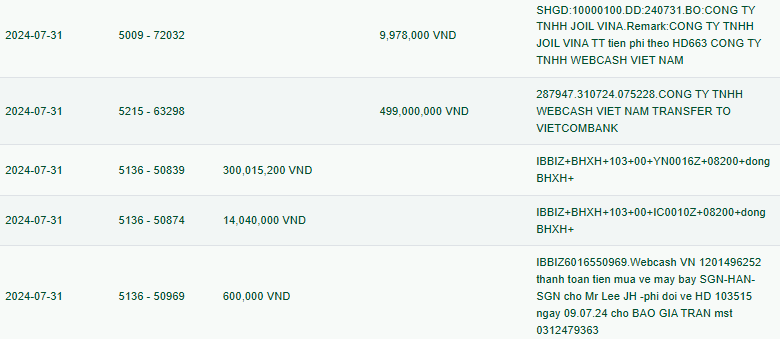 SHGD:10000100.DD:240731.BO:CONG TY
TNHH JOIL VINA.Remark:CONG TY TNHH
2024-07-31 5009 - 72032 9,978,000 VND
JOIL VINA TT tien phi theo HD663 CONG TY
TNHH WEBCASH VIET NAM
287947.310724.075228.CONG TY TNHH
2024-07-31 5215 - 63298 499,000,000 VND WEBCASH VIET NAM TRANSFER TO
VIETCOMBANK
IBBIZ+BHXH+103+00+YN0016Z+08200+dong
2024-07-31 5136 - 50839 300,015,200 VND
BHXH+
IBBIZ+BHXH+103+00+IC0010Z+08200+dong
2024-07-31 5136 - 50874 14,040,000 VND
BHXH+
IBBIZ6016550969.Webcash VN 1201496252
thanh toan tien mua ve may bay SGN-HAN-
2024-07-31 5136 - 50969 600,000 VND SGN cho Mr Lee JH -phi doi ve HD 103515
ngay 09.07.24 cho BAO GIA TRAN mst
0312479363